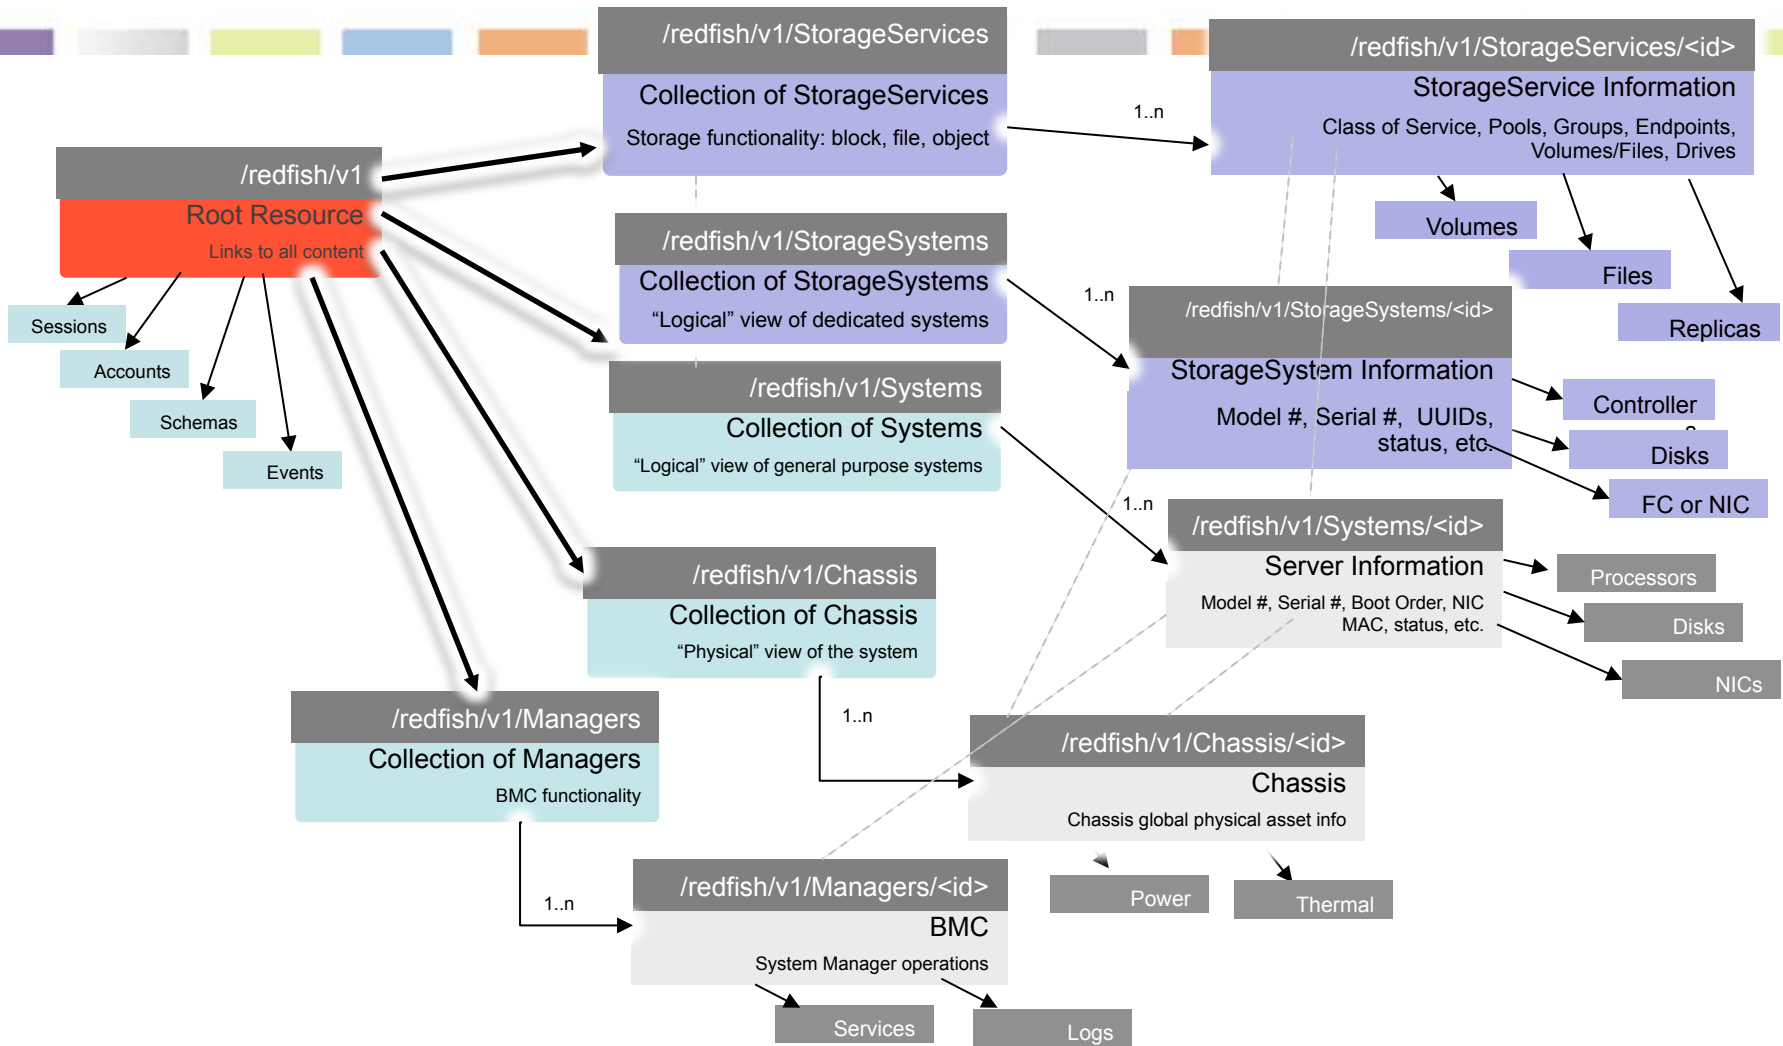 /redfish/v1/StorageServices
Collection of StorageServices
Storage functionality: block, file, object
/redfish/v1/StorageServices/<id>
StorageService Information
Class of Service, Pools, Groups, Endpoints,
Volumes/Files, Drives
1..n
/redfish/v1
Root Resource
Links to all content
Volumes
Files
Replicas
/redfish/v1/StorageSystems
Collection of StorageSystems
“Logical” view of dedicated systems
1..n
/redfish/v1/StorageSystems/<id>
StorageSystem Information
Model #, Serial #, UUIDs,
status, etc.
Sessions
Accounts
Schemas
Events
Controller
Disks
FC or NIC
/redfish/v1/Systems
Collection of Systems
“Logical” view of general purpose systems
1..n
/redfish/v1/Systems/<id>
Server Information
Model #, Serial #, Boot Order, NIC
MAC, status, etc.
Processors
Disks
NICs
/redfish/v1/Chassis
Collection of Chassis
“Physical” view of the system
1..n
/redfish/v1/Chassis/<id>
Chassis
Chassis global physical asset info
Power
Thermal
/redfish/v1/Managers
Collection of Managers
BMC functionality
1..n
/redfish/v1/Managers/<id>
BMC
System Manager operations
Services
Logs